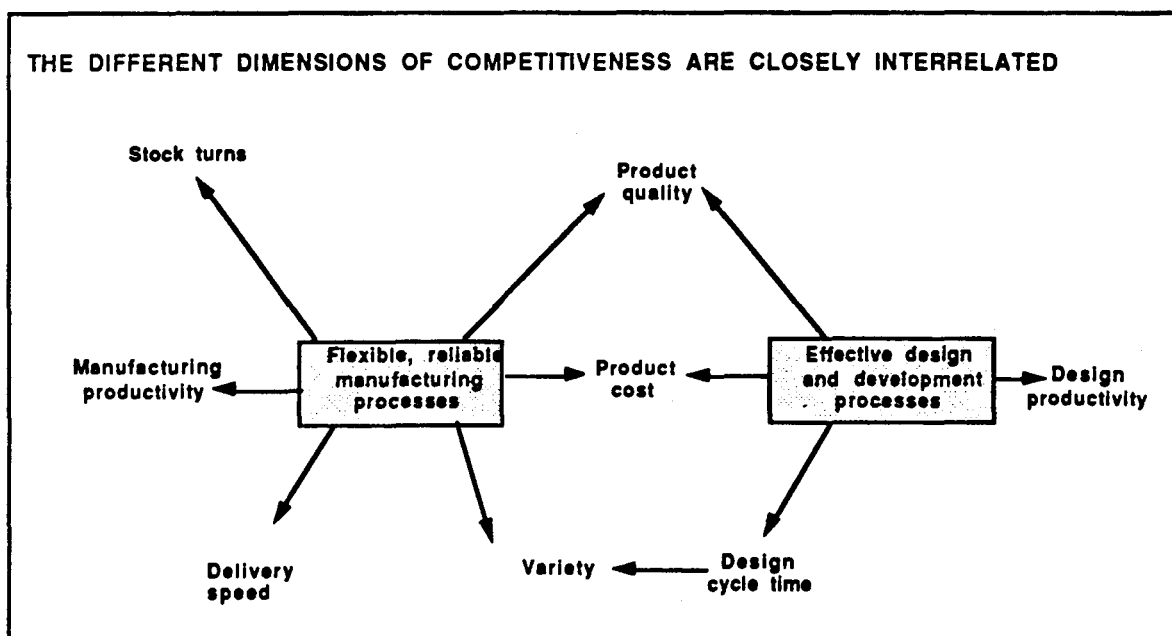 THE DIFFERENT DIMENSIONS OF COMPETITIVENESS ARE CLOSELY INTERRELATED
Stock turns
Product
quality
Manufacturing
productivity
Flexible, reliable
manufacturing
processes
Product
cost
Effective design
and development
processes
Design
productivity
Delivery
speed
Variety
Design
cycle time